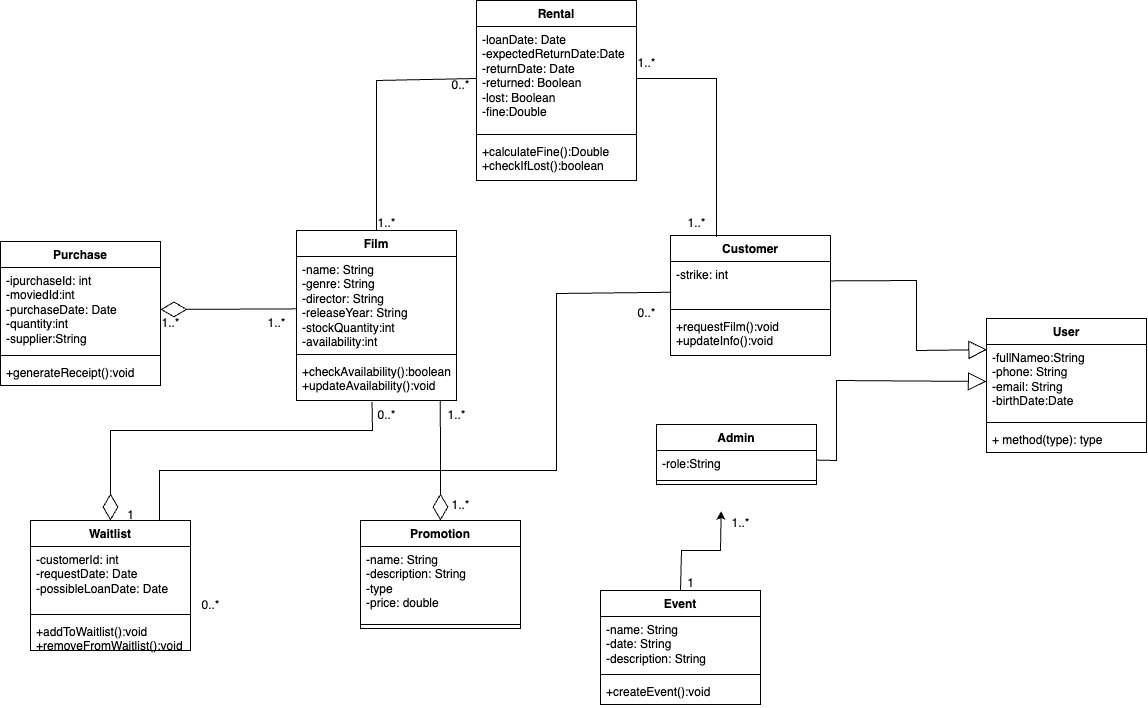 Rental
-loanDate: Date
-expectedReturnDate:Date
-returnDate: Date
-returned: Boolean
-lost: Boolean
-fine:Double
+calculateFine():Double
+checkIfLost():boolean
0..*
1..*
1..*
1..*
Purchase
-ipurchaseId: int
-moviedId:int
-purchaseDate: Date
-quantity:int
-supplier:String
+generateReceipt():void
1..*
1..*
Film
-name: String
-genre: String
-director: String
-releaseYear: String
-stockQuantity:int
-availability:int
+checkAvailability():boolean
+updateAvailability():void
0..*
1..*
Customer
-strike: int
+requestFilm():void
+updateInfo():void
0..*
User
-fullNameo:String
-phone: String
-email: String
-birthDate:Date
+ method(type): type
Admin
-role:String
1..*
1
1..*
Waitlist
-customerId: int
-requestDate: Date
-possibleLoanDate: Date
+addToWaitlist():void
+removeFromWaitlist():void
0..*
Promotion
-name: String
-description: String
-type
-price: double
1
Event
-name: String
-date: String
-description: String
+createEvent():void